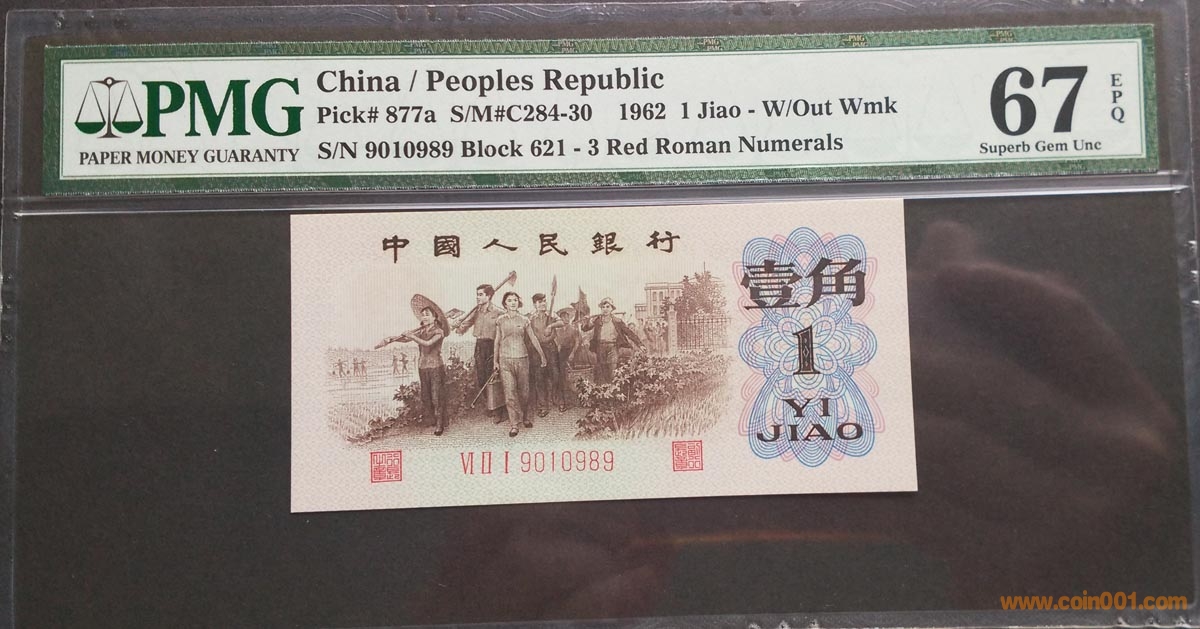 PMG
PAPER MONEY GUARANTY
China / Peoples Republic
Pick# 877a S/M#C284-30 1962 1 Jiao - W/Out Wmk
S/N 9010989 Block 621 - 3 Red Roman Numerals
67
EPQ
Superb Gem Unc
中國人民銀行
壹角
1
YI
JIAO
VI II I 9010989
www.coin001.com